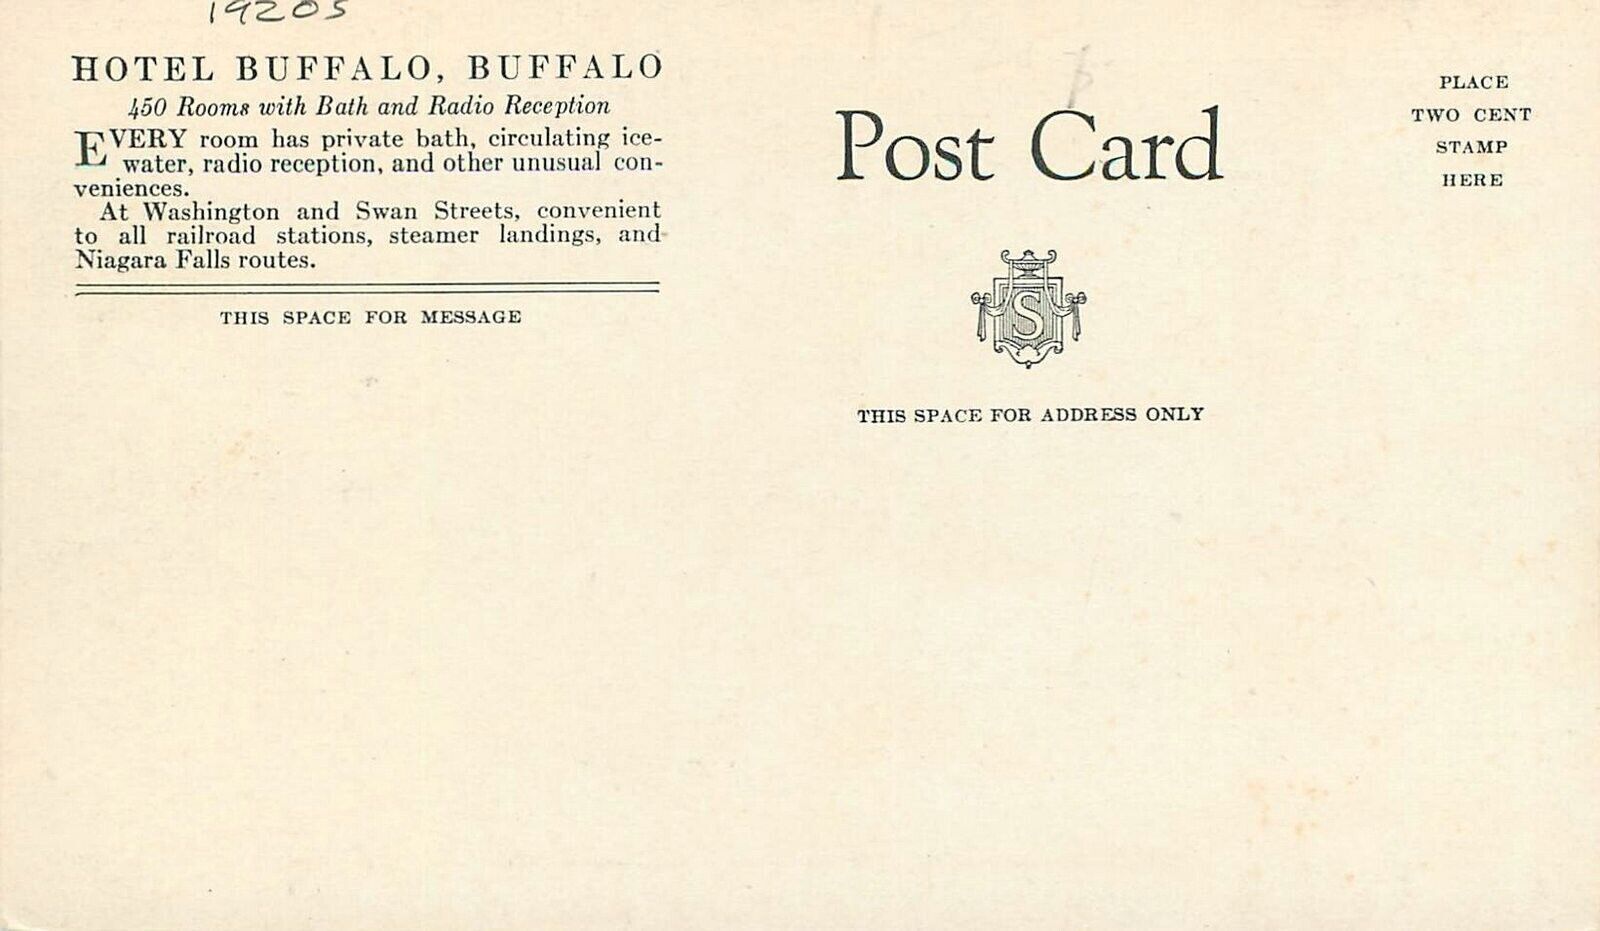 1920s
HOTEL BUFFALO, BUFFALO
450 Rooms with Bath and Radio Reception
EVERY room has private bath, circulating ice-
water, radio reception, and other unusual con-
veniences.
At Washington and Swan Streets, convenient
to all railroad stations, steamer landings, and
Niagara Falls routes.
THIS SPACE FOR MESSAGE
Post Card
S
THIS SPACE FOR ADDRESS ONLY
PLACE
TWO CENT
STAMP
HERE